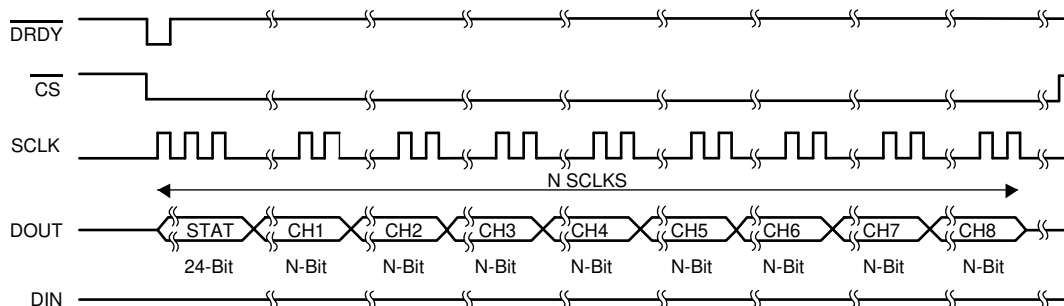 DRDY
CS
SCLK
N SCLKS
DOUT STAT CH1 CH2 CH3 CH4 CH5 CH6 CH7 CH8
24-Bit N-Bit N-Bit N-Bit N-Bit N-Bit N-Bit N-Bit N-Bit
DIN